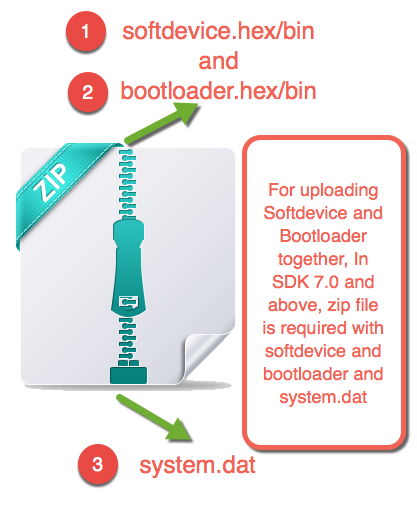 1 softdevice.hex/bin
and
2 bootloader.hex/bin
ZIP
For uploading
Softdevice and
Bootloader
together, In
SDK 7.0 and
above, zip file
is required with
softdevice and
bootloader and
system.dat
3 system.dat